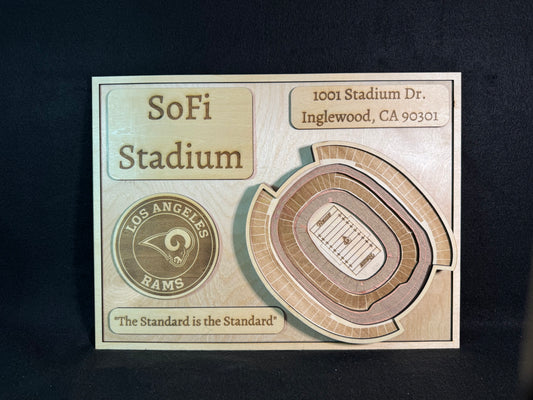 SoFi
Stadium
1001 Stadium Dr.
Inglewood, CA 90301
LOS ANGELES
RAMS
"The Standard is the Standard"